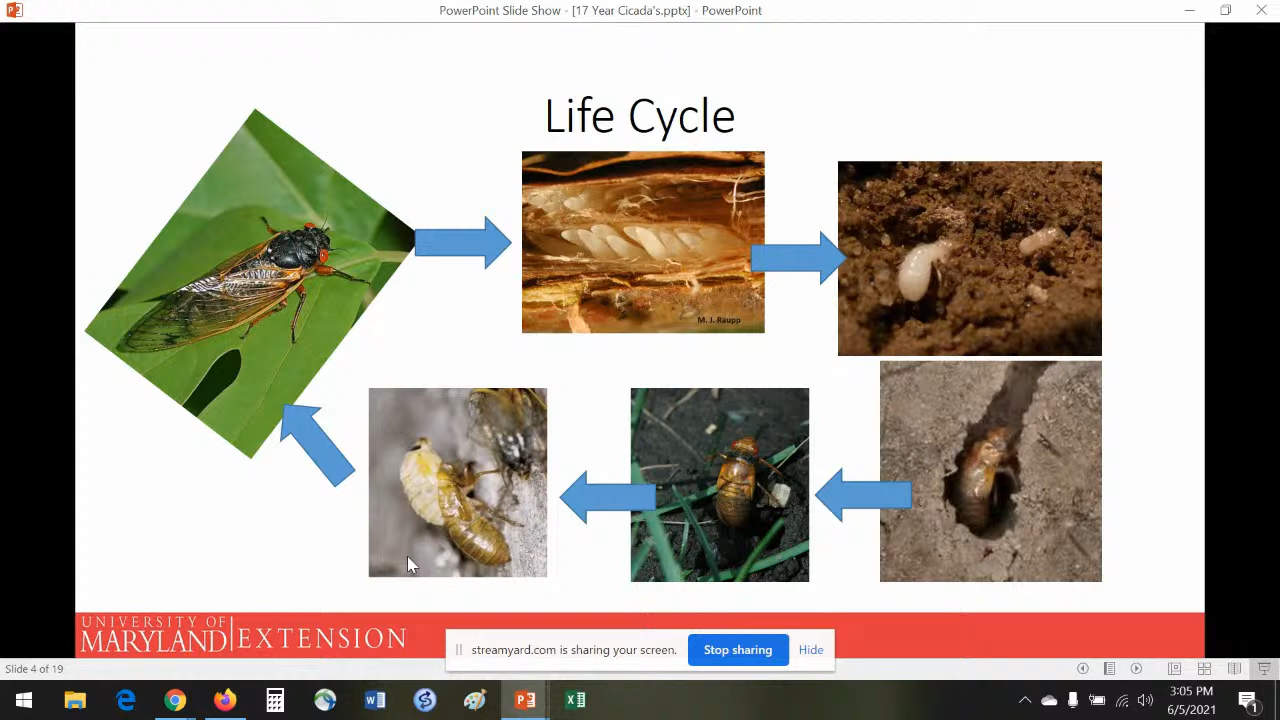 PowerPoint Slide Show - [17 Year Cicada's.pptx] - PowerPoint
Life Cycle
M. J. Raupp
UNIVERSITY OF
MARYLAND
EXTENSION
streamyard.com is sharing your screen.
Stop sharing
Hide
Slide 4 of 19
3:05 PM
6/5/2021
1